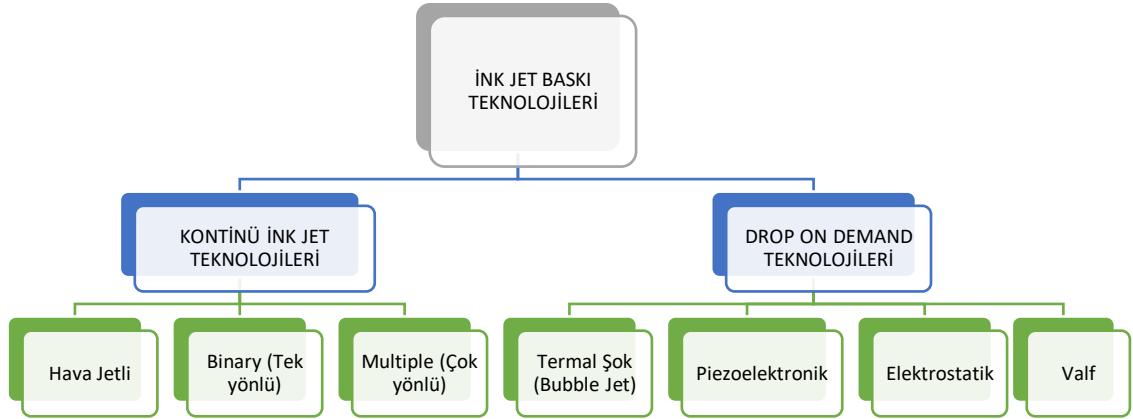 İNK JET BASKI
TEKNOLOJİLERİ
KONTİNÜ İNK JET
TEKNOLOJİLERİ
DROP ON DEMAND
TEKNOLOJİLERİ
Hava Jetli
Binary (Tek
yönlü)
Multiple (Çok
yönlü)
Termal Şok
(Bubble Jet)
Piezoelektronik
Elektrostatik
Valf